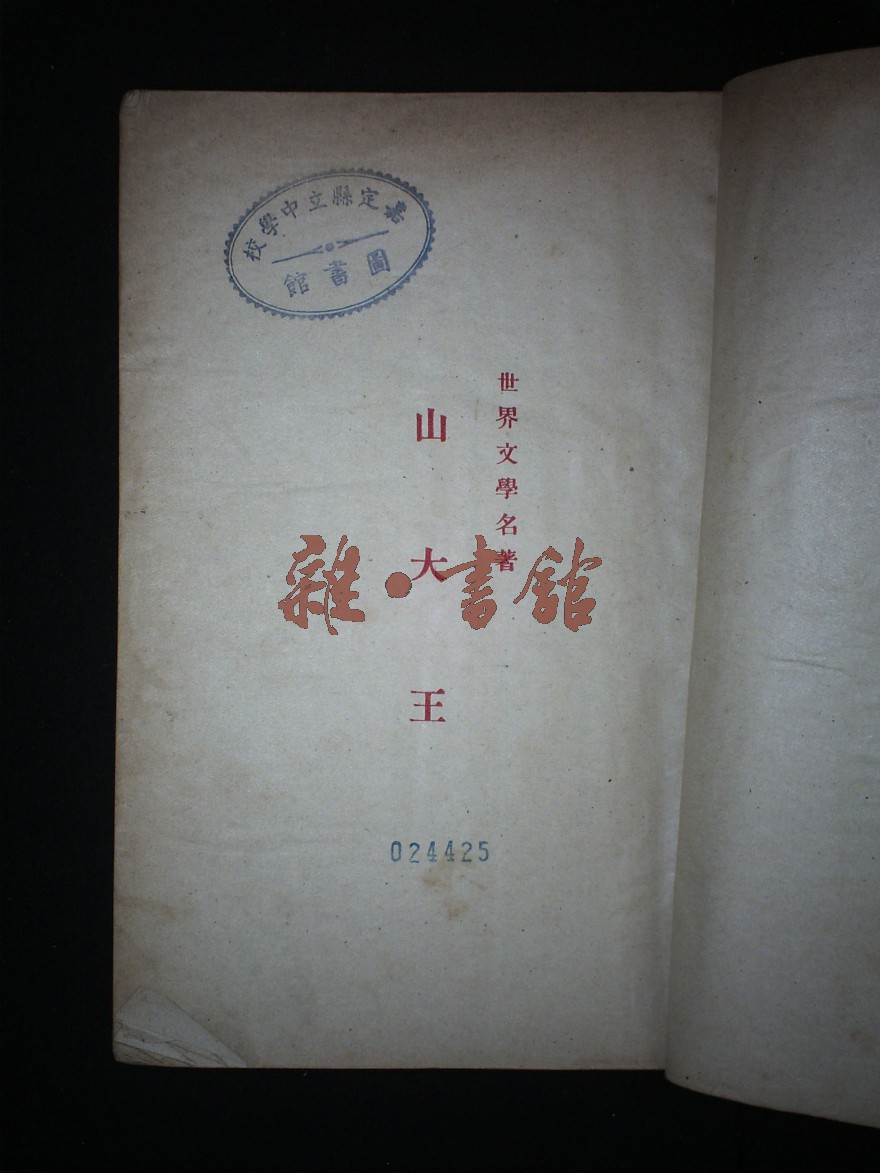 嘉定縣立中學校
圖書館
世界文學名著
山大王
雜·書館
024425